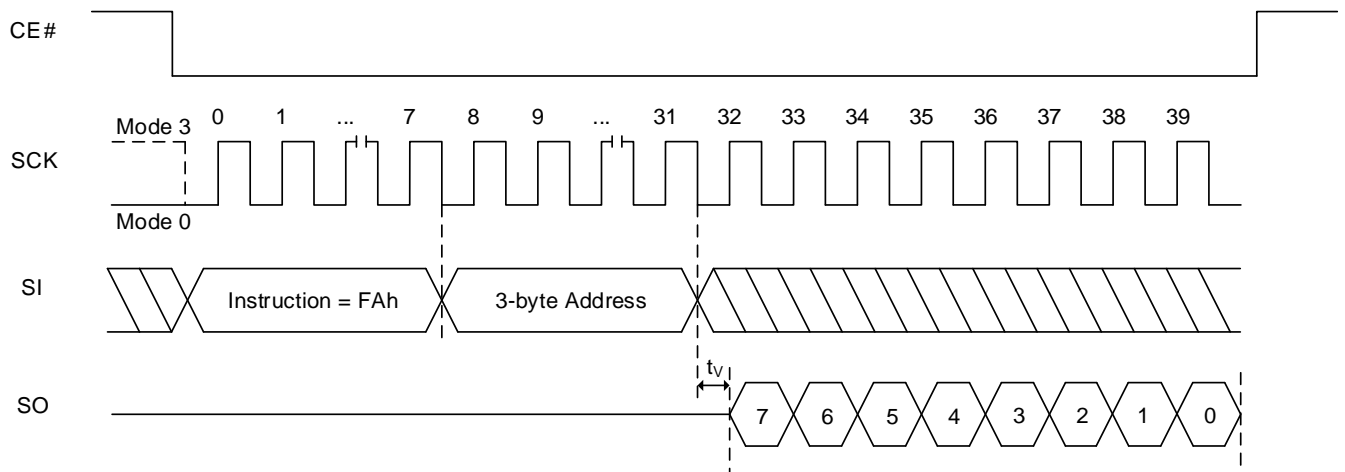 CE#
Mode 3 0 1 ... 7 8 9 ... 31 32 33 34 35 36 37 38 39
SCK
Mode 0
SI Instruction = FAh 3-byte Address
tV
SO 7 6 5 4 3 2 1 0